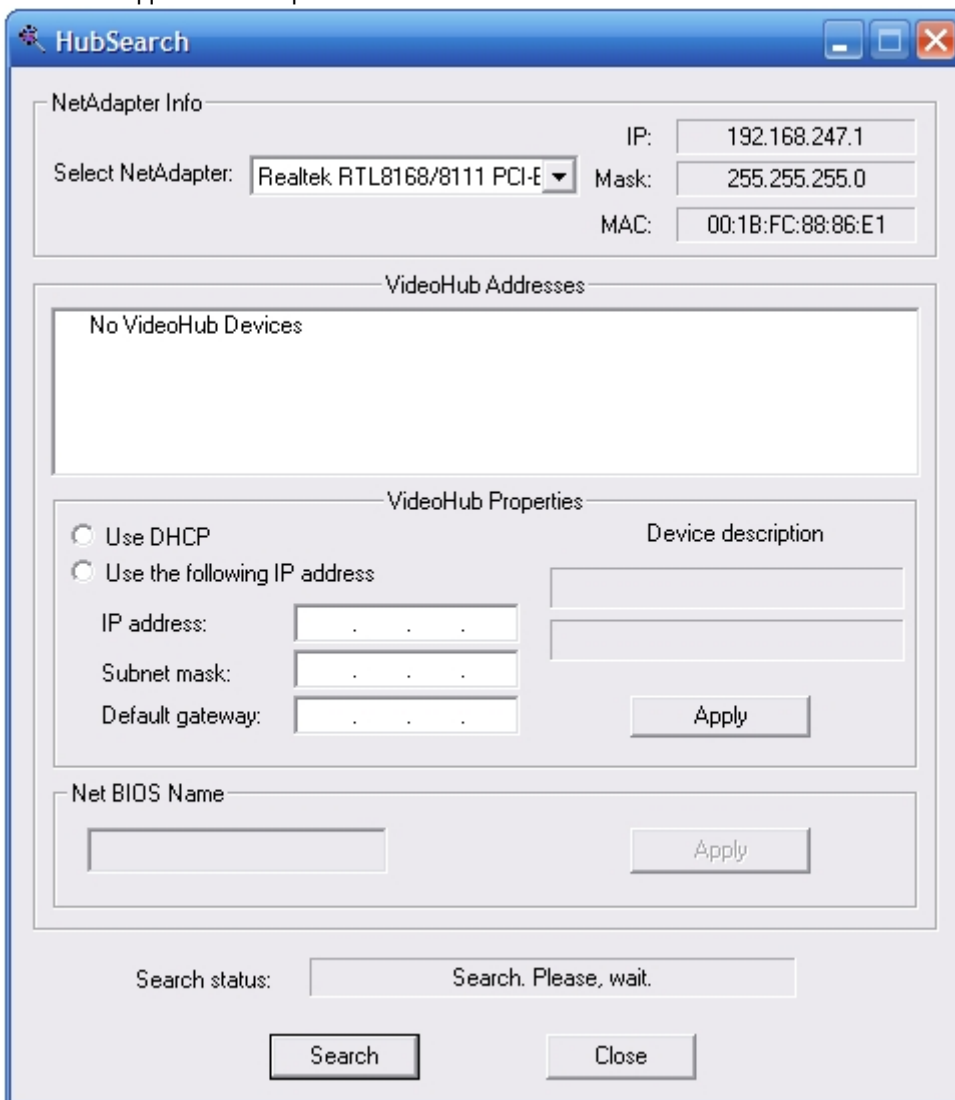 HubSearch
NetAdapter Info
IP: 192.168.247.1
Select NetAdapter: Realtek RTL8168/8111 PCI-E Mask: 255.255.255.0
MAC: 00:1B:FC:88:86:E1
VideoHub Addresses
No VideoHub Devices
VideoHub Properties
Use DHCP
Device description
Use the following IP address
IP address: . . .
Subnet mask: . . .
Default gateway: . . .
Apply
Net BIOS Name
Apply
Search status: Search. Please, wait.
Search Close